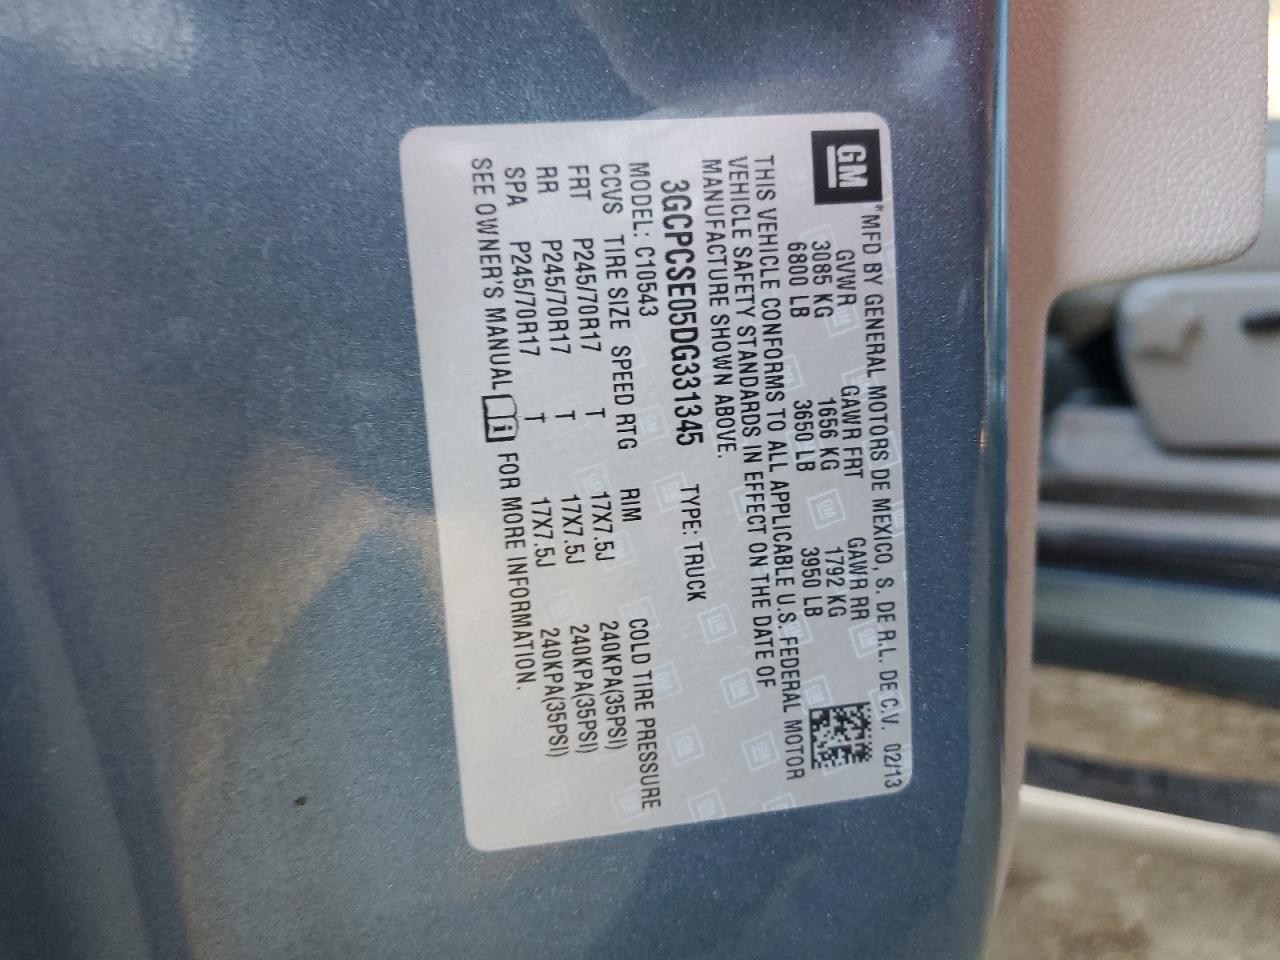 GM
*MFD BY GENERAL MOTORS DE MEXICO, S. DE R.L. DE C.V. 02/13
GVWR GAWR FRT GAWR RR
3085 KG 1656 KG 1792 KG
6800 LB 3650 LB 3950 LB
THIS VEHICLE CONFORMS TO ALL APPLICABLE U.S. FEDERAL MOTOR
VEHICLE SAFETY STANDARDS IN EFFECT ON THE DATE OF
MANUFACTURE SHOWN ABOVE.
3GCPCSE05DG331345 TYPE: TRUCK
MODEL: C10543
CCVS TIRE SIZE SPEED RTG RIM COLD TIRE PRESSURE
FRT P245/70R17 T 17X7.5J 240KPA(35PSI)
RR P245/70R17 T 17X7.5J 240KPA(35PSI)
SPA P245/70R17 T 17X7.5J 240KPA(35PSI)
SEE OWNER'S MANUAL i FOR MORE INFORMATION.